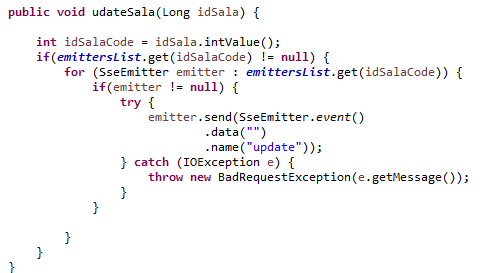 public void udateSala(Long idSala) {
int idSalaCode = idSala.intValue();
if(emittersList.get(idSalaCode) != null) {
for (SseEmitter emitter : emittersList.get(idSalaCode)) {
if(emitter != null) {
try {
emitter.send(SseEmitter.event()
.data("")
.name("update"));
} catch (IOException e) {
throw new BadRequestException(e.getMessage());
}
}
}
}
}